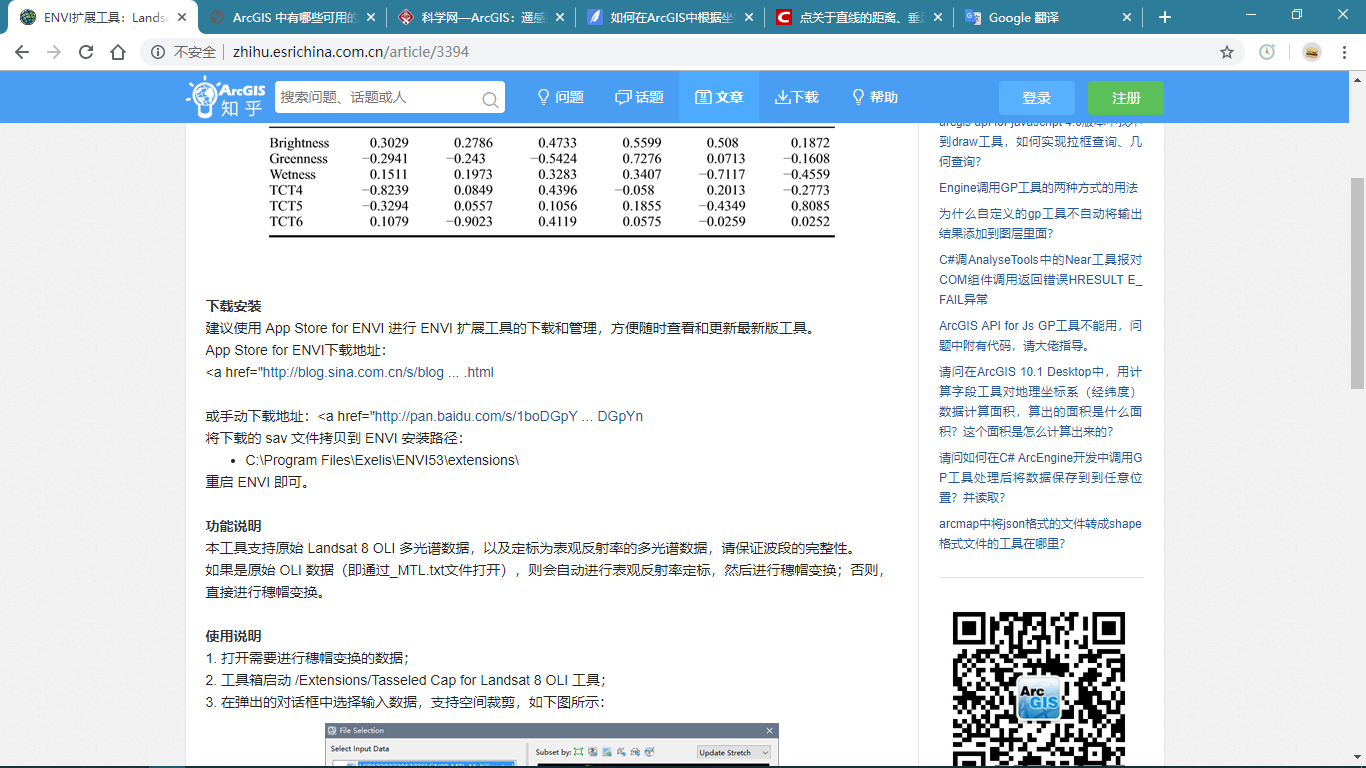 ENVI扩展工具：Landsa
ArcGIS 中有哪些可用的
科学网—ArcGIS：遥感
如何在ArcGIS中根据坐
点关于直线的距离、垂足
Google 翻译
不安全 zhihu.esrichina.com.cn/article/3394
ArcGIS 知乎
搜索问题、话题或人
问题 话题 文章 下载 帮助 登录 注册
Brightness 0.3029 0.2786 0.4733 0.5599 0.508 0.1872
Greenness −0.2941 −0.243 −0.5424 0.7276 0.0713 −0.1608
Wetness 0.1511 0.1973 0.3283 0.3407 −0.7117 −0.4559
TCT4 −0.8239 0.0849 0.4396 −0.058 0.2013 −0.2773
TCT5 −0.3294 0.0557 0.1056 0.1855 −0.4349 0.8085
TCT6 0.1079 −0.9023 0.4119 0.0575 −0.0259 0.0252
下载安装
建议使用 App Store for ENVI 进行 ENVI 扩展工具的下载和管理，方便随时查看和更新最新版工具。
App Store for ENVI下载地址：
<a href="http://blog.sina.com.cn/s/blog ... .html
或手动下载地址：<a href="http://pan.baidu.com/s/1boDGpY ... DGpYn
将下载的 sav 文件拷贝到 ENVI 安装路径：
• C:\Program Files\Exelis\ENVI53\extensions\
重启 ENVI 即可。
功能说明
本工具支持原始 Landsat 8 OLI 多光谱数据，以及定标为表观反射率的多光谱数据，请保证波段的完整性。
如果是原始 OLI 数据（即通过_MTL.txt文件打开），则会自动进行表观反射率定标，然后进行穗帽变换；否则，
直接进行穗帽变换。
使用说明
1. 打开需要进行穗帽变换的数据；
2. 工具箱启动 /Extensions/Tasseled Cap for Landsat 8 OLI 工具；
3. 在弹出的对话框中选择输入数据，支持空间裁剪，如下图所示：
File Selection
Select Input Data
Subset by:
Update Stretch
到draw工具，如何实现拉框查询、几
何查询？
Engine调用GP工具的两种方式的用法
为什么自定义的gp工具不自动将输出
结果添加到图层里面？
C#调AnalyseTools中的Near工具报对
COM组件调用返回错误HRESULT E_
FAIL异常
ArcGIS API for Js GP工具不能用，问
题中附有代码，请大佬指导。
请问在ArcGIS 10.1 Desktop中，用计
算字段工具对地理坐标系（经纬度）
数据计算面积，算出的面积是什么面
积？这个面积是怎么计算出来的？
请问如何在C# ArcEngine开发中调用G
P工具处理后将数据保存到到任意位
置？并读取？
arcmap中将json格式的文件转成shape
格式文件的工具在哪里？
Arc
GIS